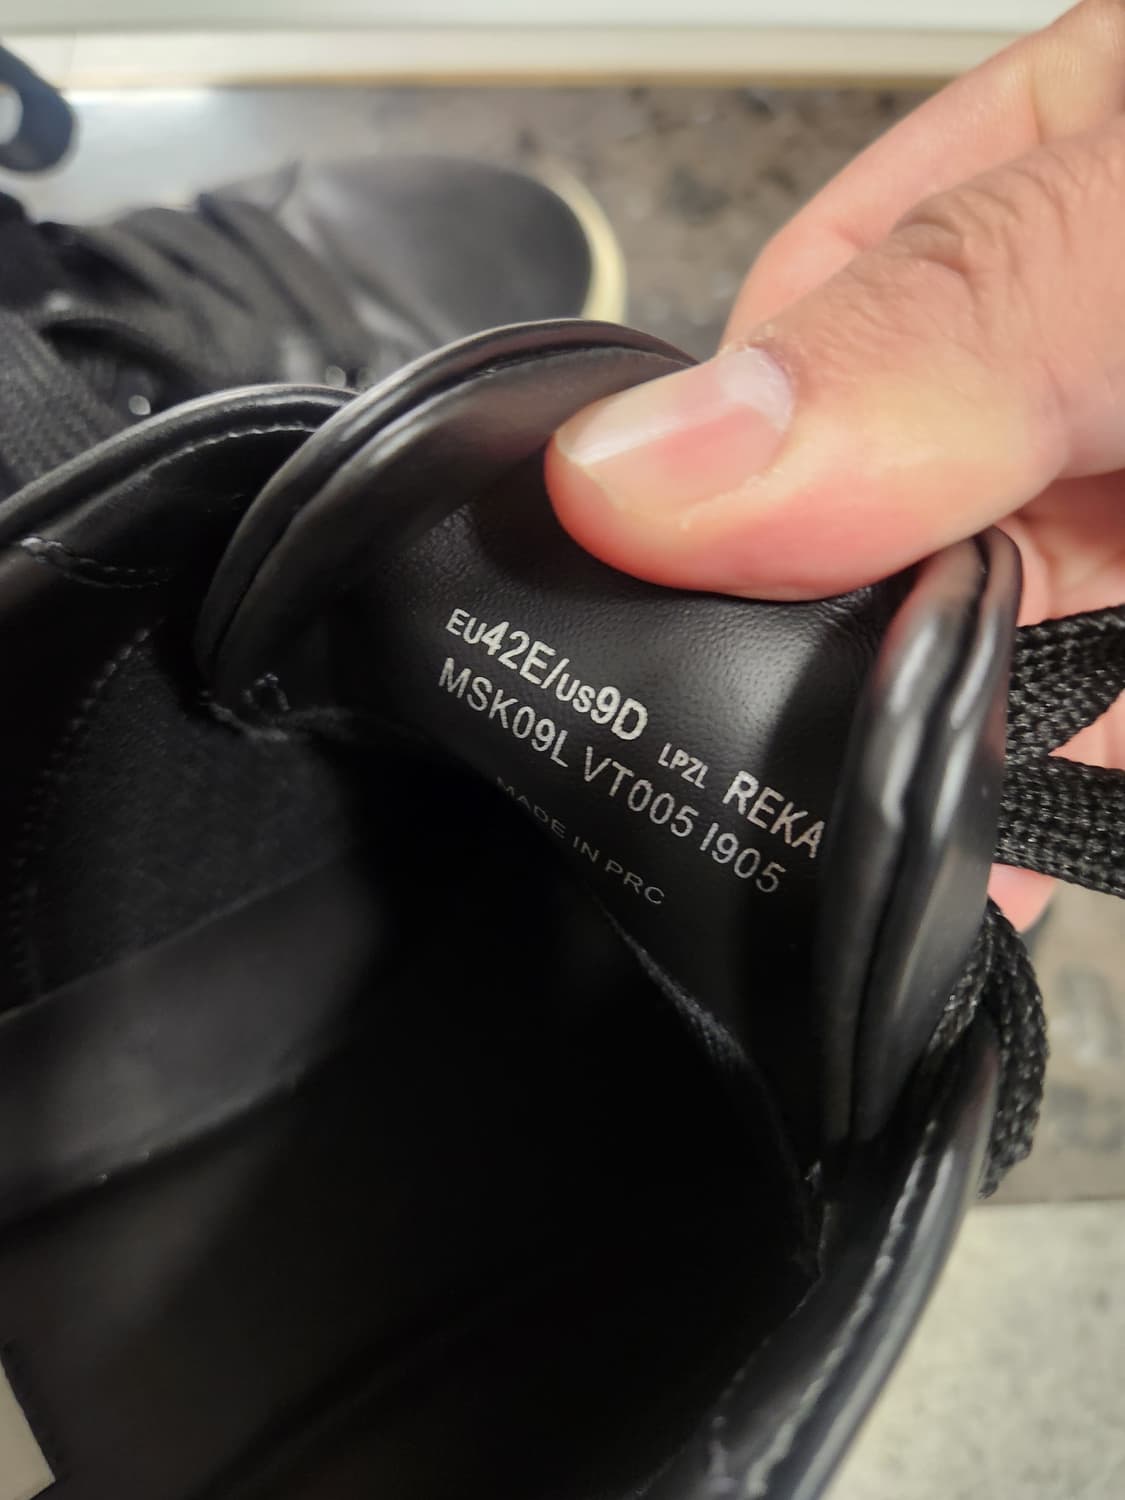 EU42E/US9D LPZL REKA
MSK09L VT005 I905
MADE IN PRC